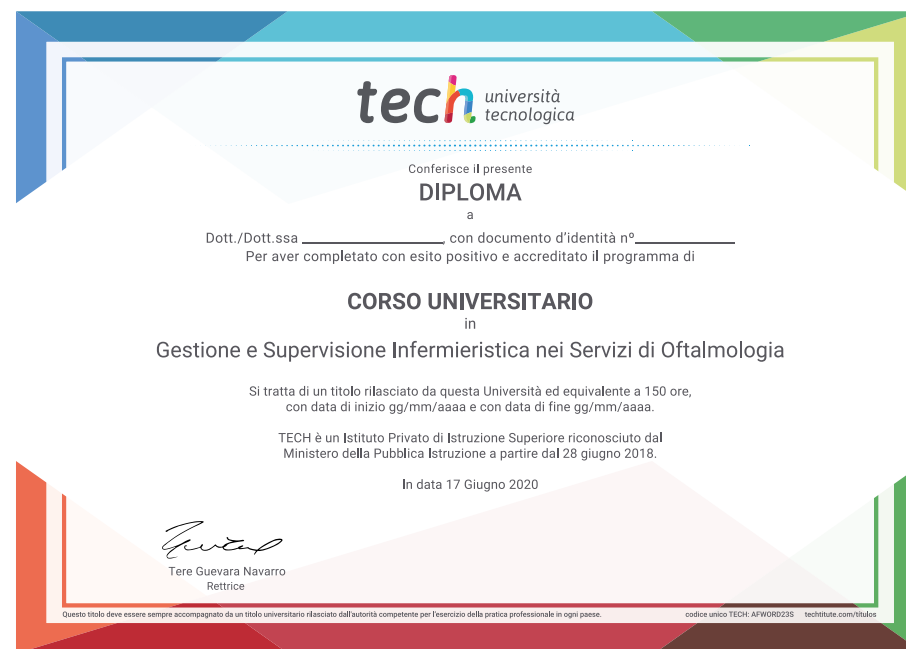 tech università
tecnologica
Conferisce il presente
DIPLOMA
a
Dott./Dott.ssa ____________________, con documento d'identità nº______________
Per aver completato con esito positivo e accreditato il programma di
CORSO UNIVERSITARIO
in
Gestione e Supervisione Infermieristica nei Servizi di Oftalmologia
Si tratta di un titolo rilasciato da questa Università ed equivalente a 150 ore,
con data di inizio gg/mm/aaaa e con data di fine gg/mm/aaaa.
TECH è un Istituto Privato di Istruzione Superiore riconosciuto dal
Ministero della Pubblica Istruzione a partire dal 28 giugno 2018.
In data 17 Giugno 2020
Tere Guevara Navarro
Rettrice
Questo titolo deve essere sempre accompagnato da un titolo universitario rilasciato dall'autorità competente per l'esercizio della pratica professionale in ogni paese. codice unico TECH: AFWORD23S techtitute.com/titulos